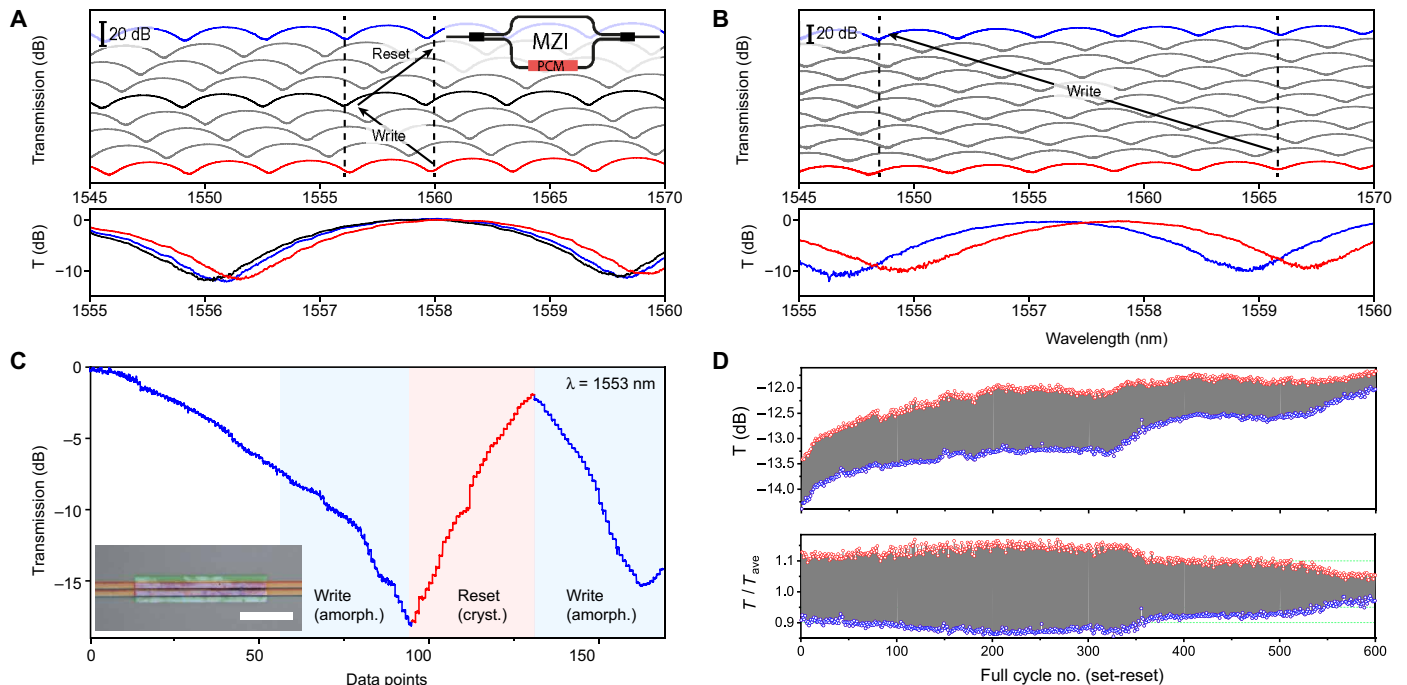 A
20 dB
Transmission (dB)
Reset
Write
MZI
PCM
1545
1550
1555
1560
1565
1570
T (dB)
0
−10
1555
1556
1557
1558
1559
1560
B
20 dB
Transmission (dB)
Write
1545
1550
1555
1560
1565
1570
T (dB)
0
−10
1555
1556
1557
1558
1559
1560
Wavelength (nm)
C
λ = 1553 nm
Transmission (dB)
0
−5
−10
−15
Write
(amorph.)
Reset
(cryst.)
Write
(amorph.)
0
50
100
150
Data points
D
T (dB)
−12.0
−12.5
−13.0
−13.5
−14.0
T / Tave
1.1
1.0
0.9
0
100
200
300
400
500
600
Full cycle no. (set-reset)